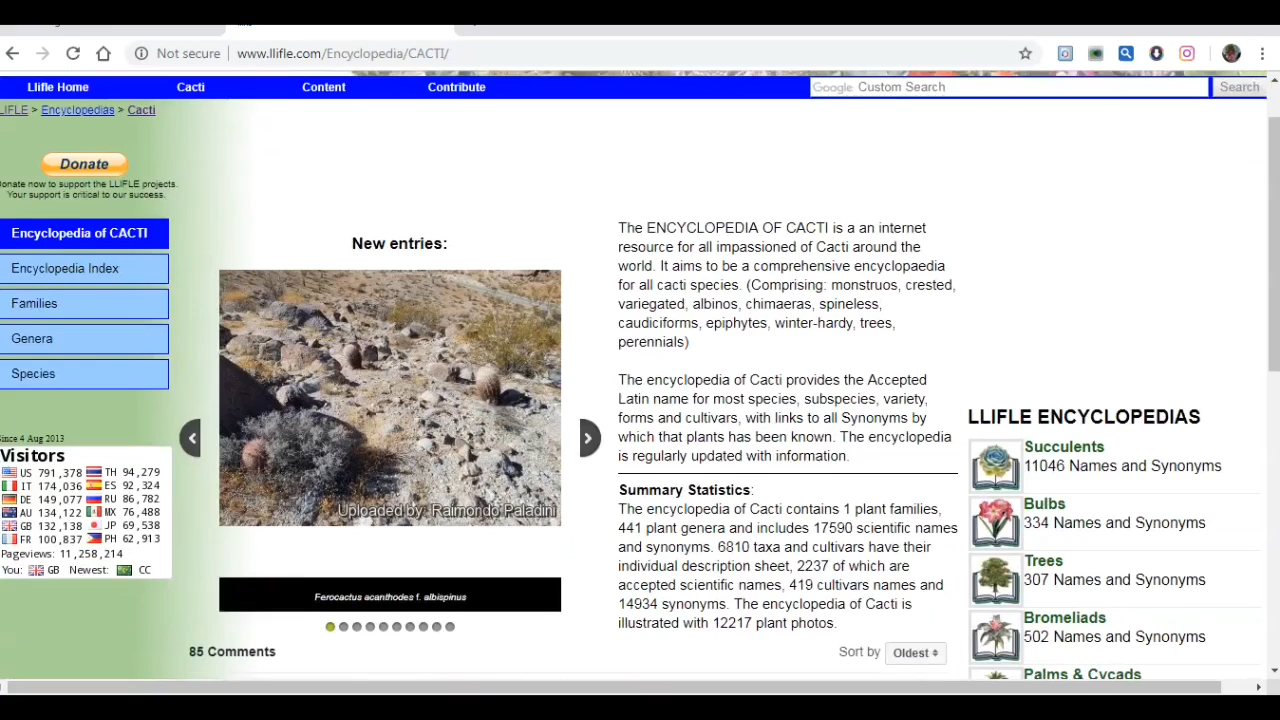 Not secure
www.llifle.com/Encyclopedia/CACTI/
Llifle Home
Cacti
Content
Contribute
Google Custom Search
Search
LIFLE > Encyclopedias > Cacti
Donate
onate now to support the LLIFLE projects.
Your support is critical to our success.
Encyclopedia of CACTI
Encyclopedia Index
Families
Genera
Species
Since 4 Aug 2013
Visitors
US 791,378 TH 94,279
IT 174,036 ES 92,324
DE 149,077 RU 86,782
AU 134,122 MX 76,488
GB 132,138 JP 69,538
FR 100,837 PH 62,913
Pageviews: 11,258,214
You: GB Newest: CC
New entries:
Uploaded by: Raimondo Paladini
Ferocactus acanthodes f. albispinus
85 Comments
Sort by
Oldest
The ENCYCLOPEDIA OF CACTI is a an internet
resource for all impassioned of Cacti around the
world. It aims to be a comprehensive encyclopaedia
for all cacti species. (Comprising: monstruos, crested,
variegated, albinos, chimaeras, spineless,
caudiciforms, epiphytes, winter-hardy, trees,
perennials)
The encyclopedia of Cacti provides the Accepted
Latin name for most species, subspecies, variety,
forms and cultivars, with links to all Synonyms by
which that plants has been known. The encyclopedia
is regularly updated with information.
Summary Statistics:
The encyclopedia of Cacti contains 1 plant families,
441 plant genera and includes 17590 scientific names
and synonyms. 6810 taxa and cultivars have their
individual description sheet, 2237 of which are
accepted scientific names, 419 cultivars names and
14934 synonyms. The encyclopedia of Cacti is
illustrated with 12217 plant photos.
LLIFLE ENCYCLOPEDIAS
Succulents
11046 Names and Synonyms
Bulbs
334 Names and Synonyms
Trees
307 Names and Synonyms
Bromeliads
502 Names and Synonyms
Palms & Cycads